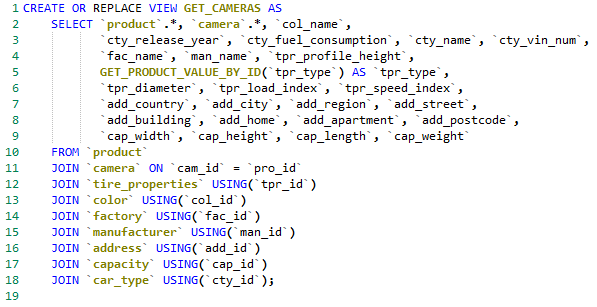 1 CREATE OR REPLACE VIEW GET_CAMERAS AS
2 SELECT `product`.*, `camera`.*, `col_name`,
3 `cty_release_year`, `cty_fuel_consumption`, `cty_name`, `cty_vin_num`,
4 `fac_name`, `man_name`, `tpr_profile_height`,
5 GET_PRODUCT_VALUE_BY_ID(`tpr_type`) AS `tpr_type`,
6 `tpr_diameter`, `tpr_load_index`, `tpr_speed_index`,
7 `add_country`, `add_city`, `add_region`, `add_street`,
8 `add_building`, `add_home`, `add_apartment`, `add_postcode`,
9 `cap_width`, `cap_height`, `cap_length`, `cap_weight`
10 FROM `product`
11 JOIN `camera` ON `cam_id` = `pro_id`
12 JOIN `tire_properties` USING(`tpr_id`)
13 JOIN `color` USING(`col_id`)
14 JOIN `factory` USING(`fac_id`)
15 JOIN `manufacturer` USING(`man_id`)
16 JOIN `address` USING(`add_id`)
17 JOIN `capacity` USING(`cap_id`)
18 JOIN `car_type` USING(`cty_id`);
19